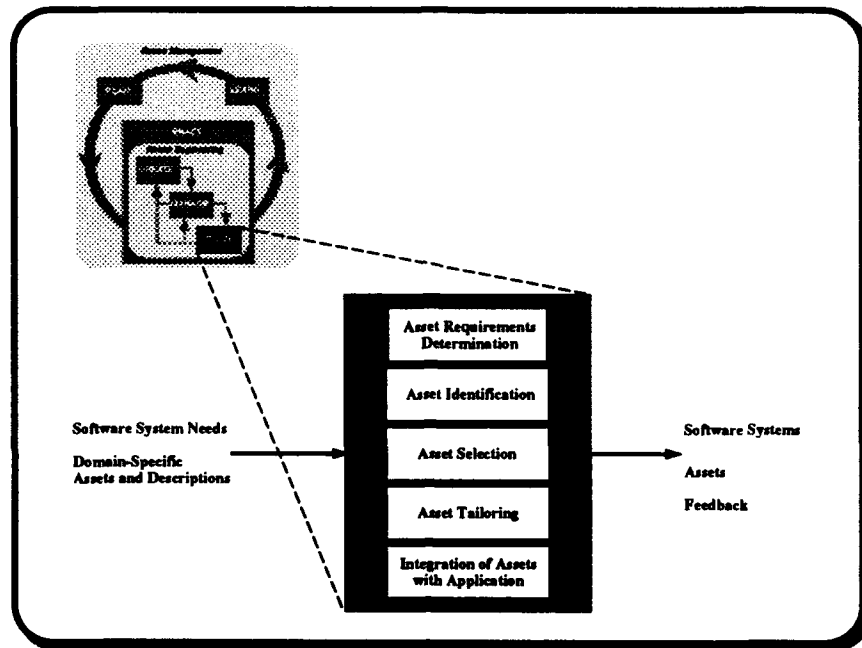 Asset Requirements
Determination
Asset Identification
Software System Needs
Domain-Specific
Assets and Descriptions
Asset Selection
Asset Tailoring
Integration of Assets
with Application
Software Systems
Assets
Feedback